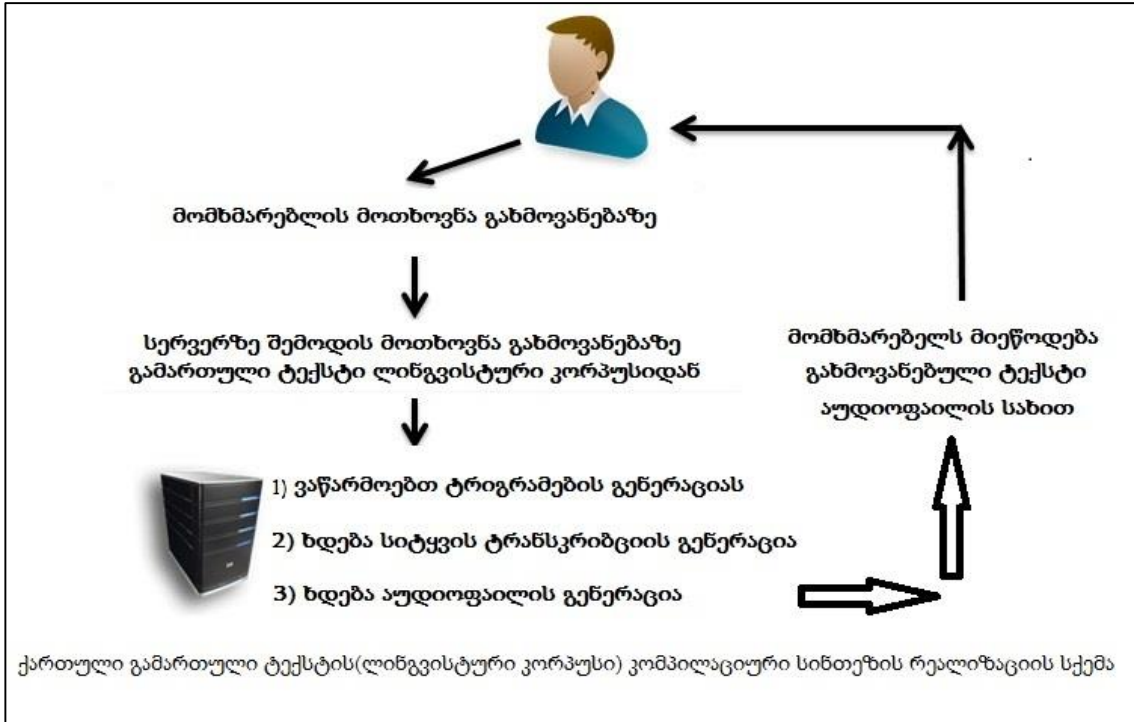 მომხმარებლის მოთხოვნა გახმოვანებაზე
სერვერზე შემოდის მოთხოვნა გახმოვანებაზე
გამართული ტექსტი ლინგვისტური კორპუსიდან
1) ვაწარმოებთ ტრიგრამების გენერაციას
2) ხდება სიტყვის ტრანსკრიბციის გენერაცია
3) ხდება აუდიოფაილის გენერაცია
მომხმარებელს მიეწოდება
გახმოვანებული ტექსტი
აუდიოფაილის სახით
ქართული გამართული ტექსტის(ლინგვისტური კორპუსი) კომპილაციური სინთეზის რეალიზაციის სქემა